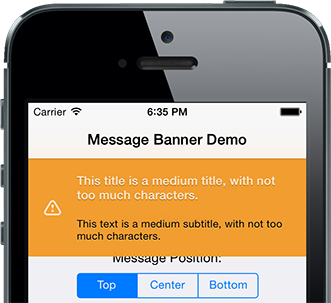 Carrier 6:35 PM
Message Banner Demo
This title is a medium title, with not
too much characters.
This text is a medium subtitle, with not
too much characters.
Message Position:
Top Center Bottom